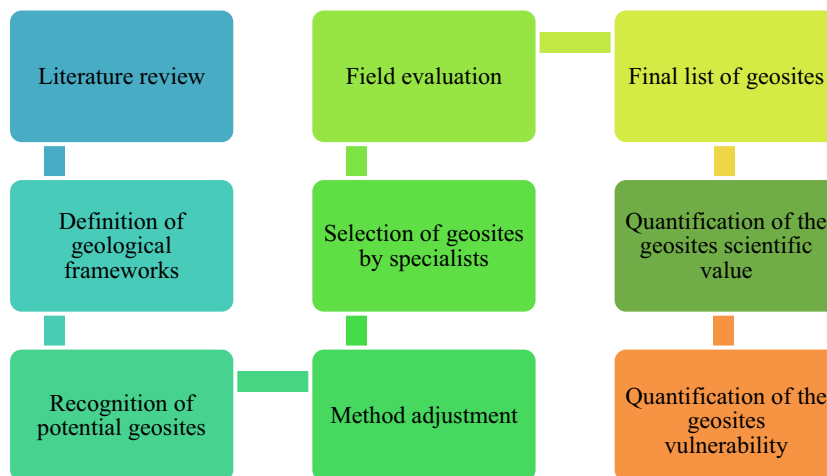 Literature review
Definition of
geological
frameworks
Recognition of
potential geosites
Method adjustment
Selection of geosites
by specialists
Field evaluation
Final list of geosites
Quantification of the
geosites scientific
value
Quantification of the
geosites
vulnerability